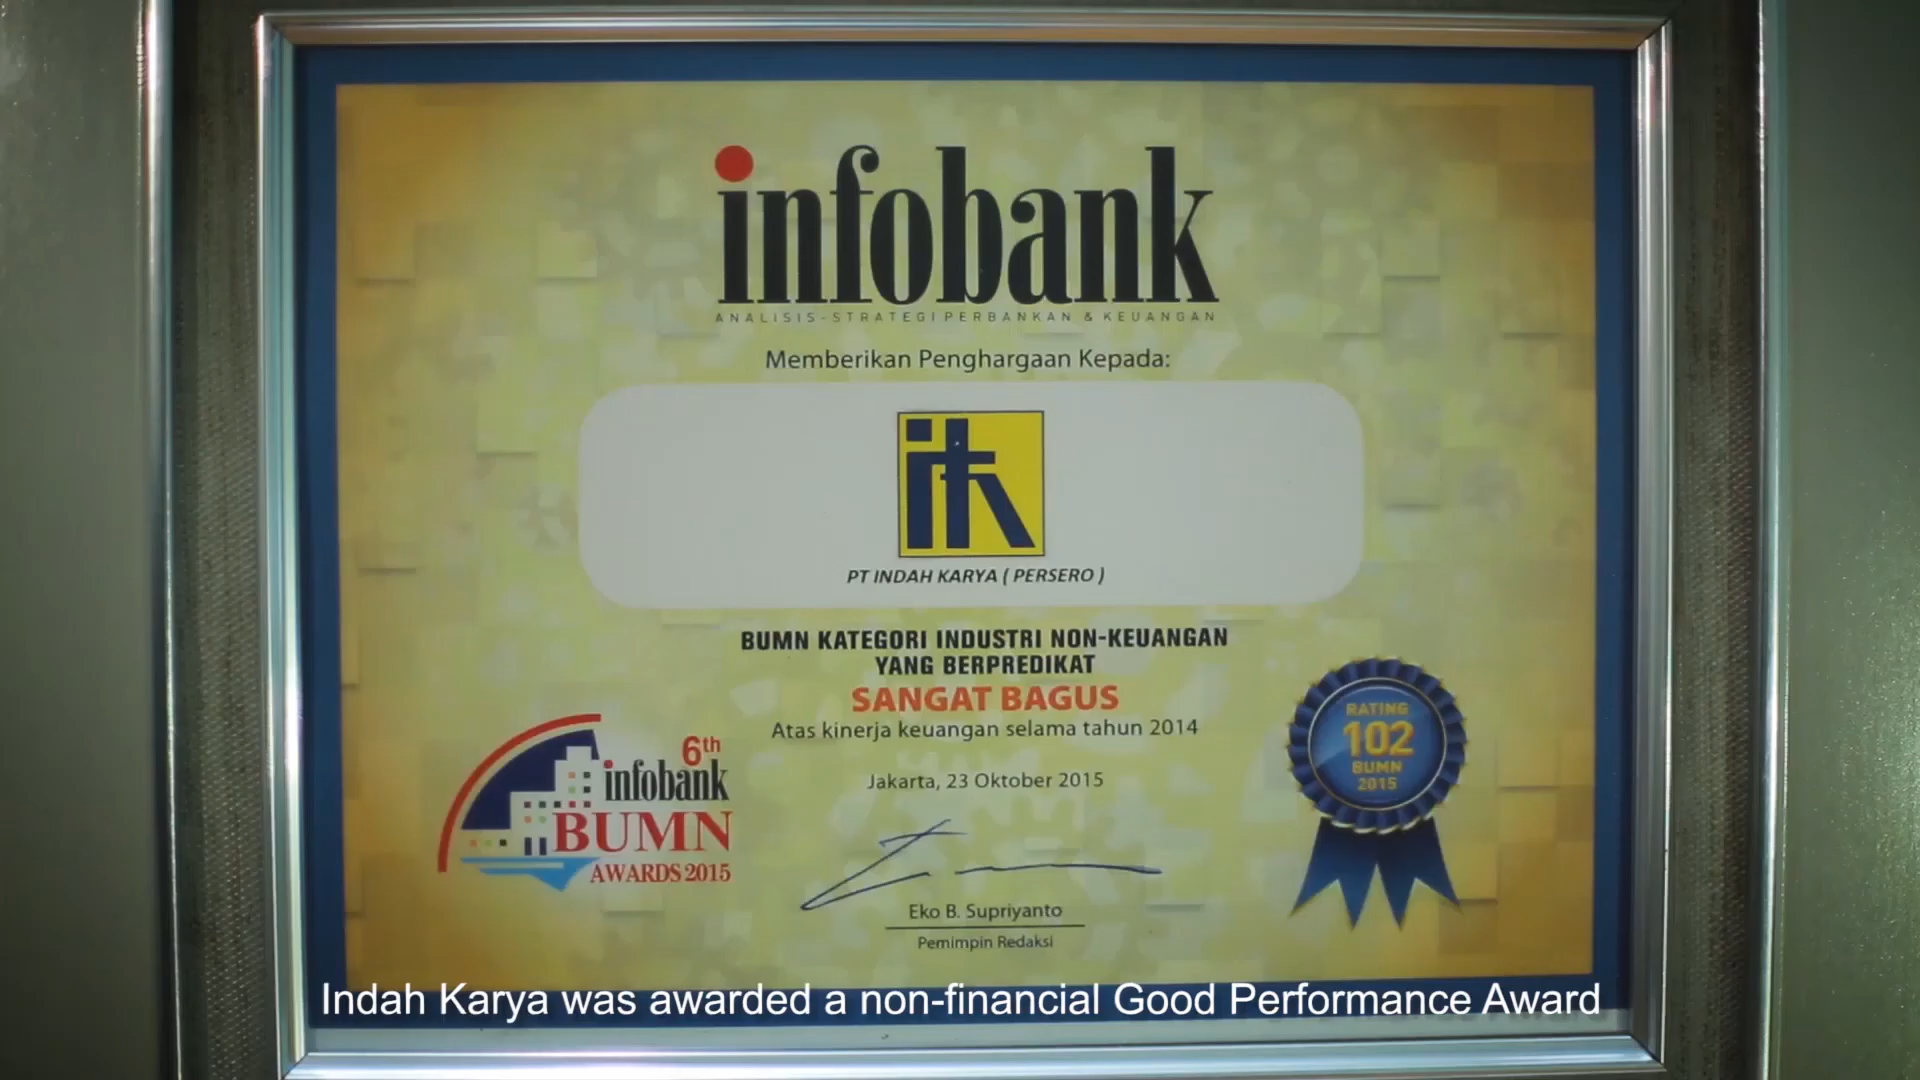 infobank
ANALISIS-STRATEGI PERBANKAN & KEUANGAN
Memberikan Penghargaan Kepada:
PT INDAH KARYA ( PERSERO )
BUMN KATEGORI INDUSTRI NON-KEUANGAN
YANG BERPREDIKAT
SANGAT BAGUS
Atas kinerja keuangan selama tahun 2014
Jakarta, 23 Oktober 2015
6th
infobank
BUMN
AWARDS 2015
RATING
102
BUMN
2015
Eko B. Supriyanto
Pemimpin Redaksi
Indah Karya was awarded a non-financial Good Performance Award